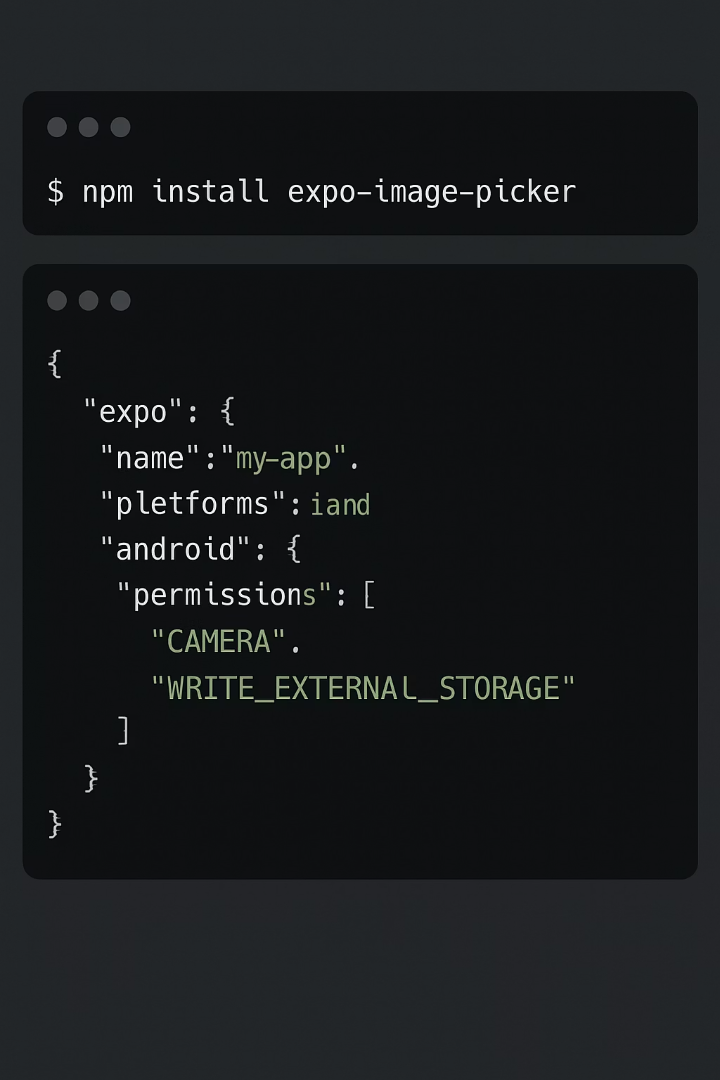 $ npm install expo-image-picker
{
"expo": {
"name":"my-app".
"pletforms": iand
"android": {
"permissions": [
"CAMERA".
"WRITE_EXTERNAL_STORAGE"
]
}
}